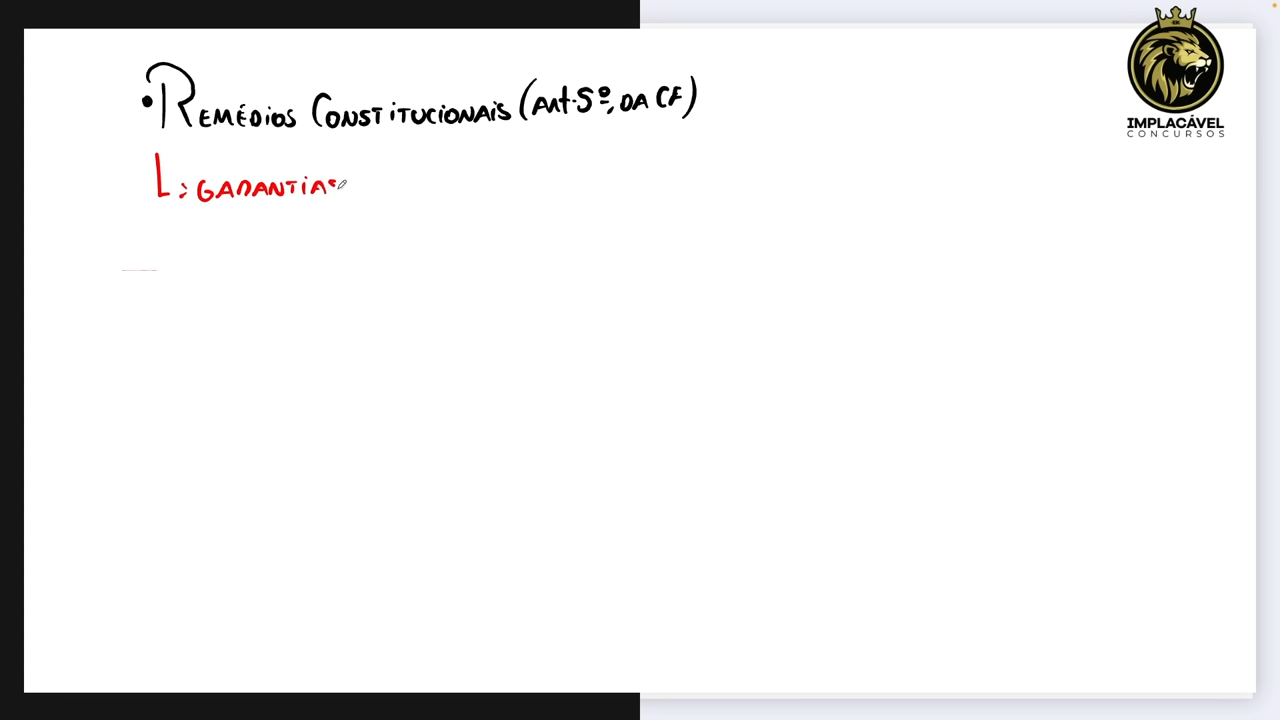 • Remédios Constitucionais (Art. 5º, da CF)
L: GARANTIAS
IMPLACÁVEL
CONCURSOS